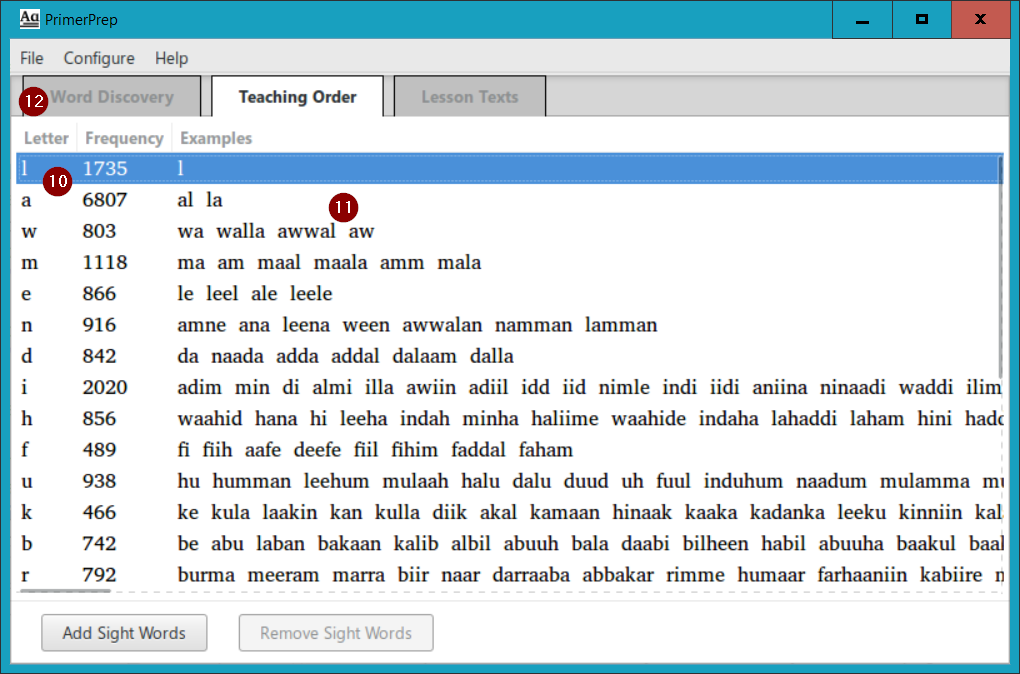 Aa PrimerPrep
File Configure Help
12 Word Discovery Teaching Order Lesson Texts
Letter Frequency Examples
l 1735 l
10
a 6807 al la
11
w 803 wa walla awwal aw
m 1118 ma am maal maala amm mala
e 866 le leel ale leele
n 916 amne ana leena ween awwalan namman lamman
d 842 da naada adda addal dalaam dalla
i 2020 adim min di almi illa awiin adiil idd iid nimle indi iidi aniina ninaadi waddi ilim
h 856 waahid hana hi leeha indah minha haliime waahide indaha lahaddi laham hini hadd
f 489 fi fiih aafe deefe fiil fihim faddal faham
u 938 hu humman leehum mulaah halu dalu duud uh fuul induhum naadum mulamma mu
k 466 ke kula laakin kan kulla diik akal kamaan hinaak kaaka kadanka leeku kinniin kal
b 742 be abu laban bakaan kalib albil abuuh bala daabi bilheen habil abuuha baakul baal
r 792 burma meeram marra biir naar darraaba abbakar rimme humaar farhaaniin kabiire
Add Sight Words Remove Sight Words